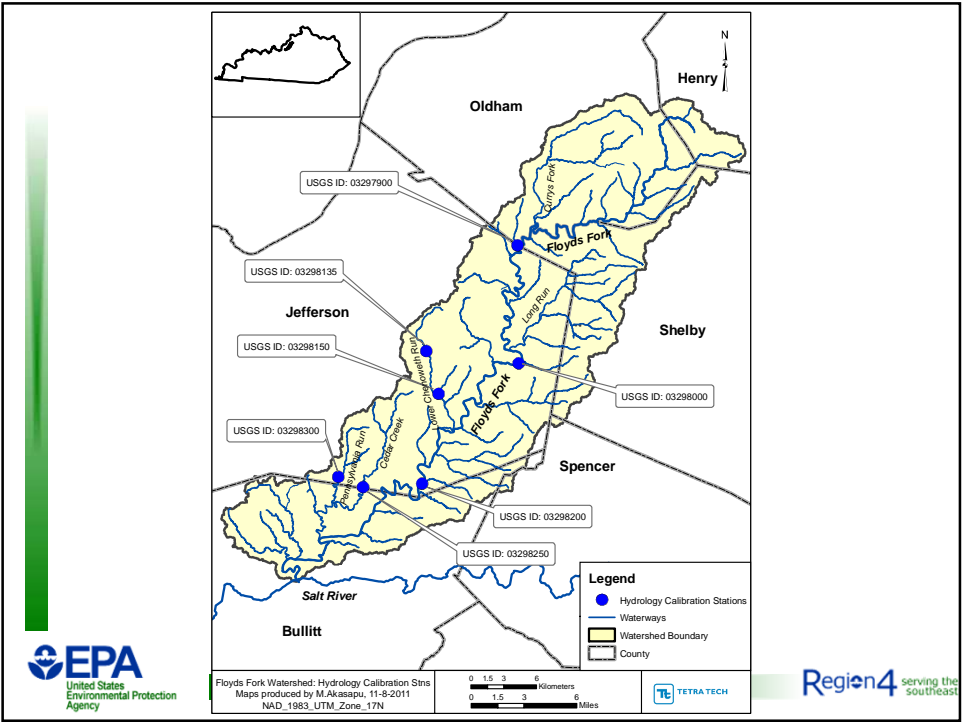 N
Henry
Oldham
USGS ID: 03297900
Currys Fork
Floyds Fork
USGS ID: 03298135
Long Run
Jefferson
Shelby
USGS ID: 03298150
Lower Chenoweth Run
USGS ID: 03298000
Floyds Fork
USGS ID: 03298300
Pennsylvania Run
Cedar Creek
Spencer
USGS ID: 03298200
USGS ID: 03298250
Salt River
Bullitt
Legend
Hydrology Calibration Stations
Waterways
Watershed Boundary
County
EPA
United States
Environmental Protection
Agency
Floyds Fork Watershed: Hydrology Calibration Stns
Maps produced by M.Akasapu, 11-8-2011
NAD_1983_UTM_Zone_17N
0 1.5 3 6
Kilometers
0 1.5 3 6
Miles
Tt TETRA TECH
Region4 serving the
southeast